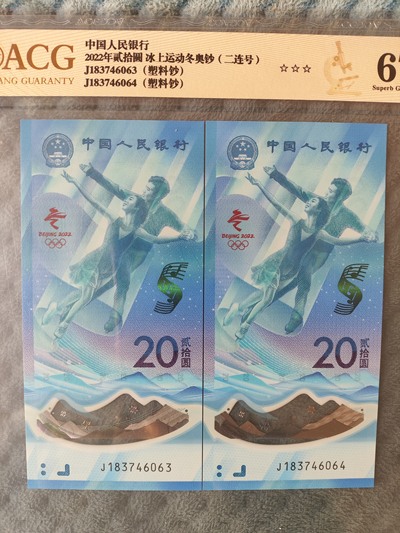 ACG
ANG GUARANTY
中国人民银行
2022年贰拾圆 冰上运动冬奥钞（二连号）
J183746063（塑料钞）
J183746064（塑料钞）
☆☆☆
67
Superb G
中国人民银行
BEIJING 2022
20
贰拾圆
J183746063
中国人民银行
BEIJING 2022
20
贰拾圆
J183746064